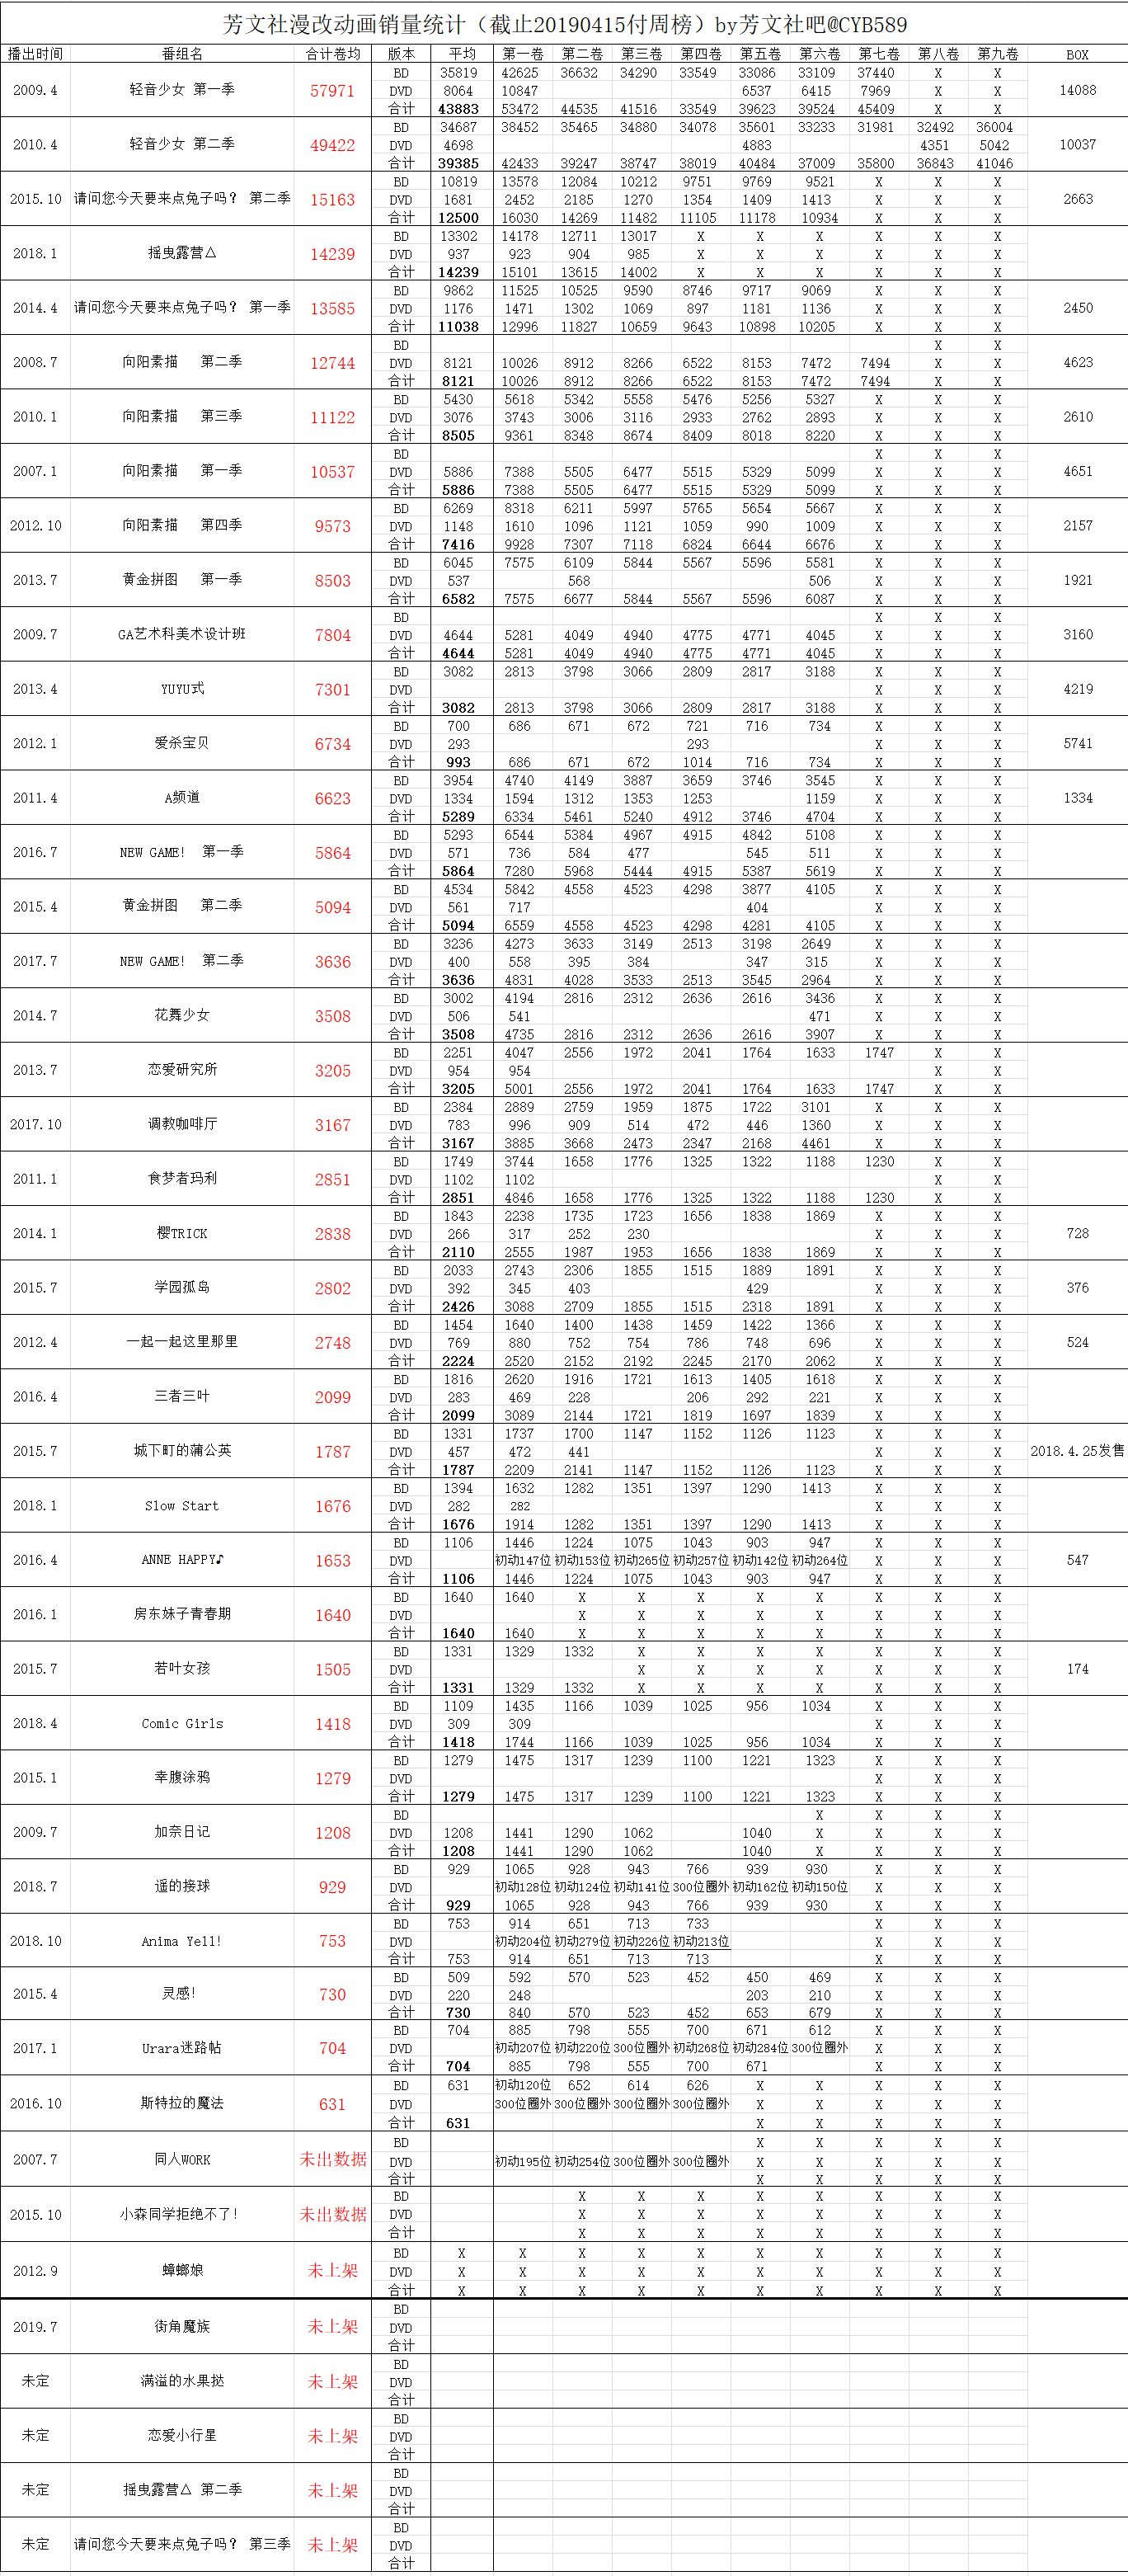 芳文社漫改动画销量统计（截止20190415付周榜）by芳文社吧@CYB589
播出时间 番组名 合计卷均 版本 平均 第一卷 第二卷 第三卷 第四卷 第五卷 第六卷 第七卷 第八卷 第九卷 BOX
BD 35819 42625 36632 34290 33549 33086 33109 37440 X X
2009.4 轻音少女 第一季 57971 DVD 8064 10847 6537 6415 7969 X X 14088
合计 43883 53472 44535 41516 33549 39623 39524 45409 X X
BD 34687 38452 35465 34880 34078 35601 33233 31981 32492 36004
2010.4 轻音少女 第二季 49422 DVD 4698 4883 4351 5042 10037
合计 39385 42433 39247 38747 38019 40484 37009 35800 36843 41046
BD 10819 13578 12084 10212 9751 9769 9521 X X X
2015.10 请问您今天要来点兔子吗？ 第二季 15163 DVD 1681 2452 2185 1270 1354 1409 1413 X X X 2663
合计 12500 16030 14269 11482 11105 11178 10934 X X X
BD 13302 14178 12711 13017 X X X X X X
2018.1 摇曳露营△ 14239 DVD 937 923 904 985 X X X X X X
合计 14239 15101 13615 14002 X X X X X X
BD 9862 11525 10525 9590 8746 9717 9069 X X X
2014.4 请问您今天要来点兔子吗？ 第一季 13585 DVD 1176 1471 1302 1069 897 1181 1136 X X X 2450
合计 11038 12996 11827 10659 9643 10898 10205 X X X
BD X X
2008.7 向阳素描 第二季 12744 DVD 8121 10026 8912 8266 6522 8153 7472 7494 X X 4623
合计 8121 10026 8912 8266 6522 8153 7472 7494 X X
BD 5430 5618 5342 5558 5476 5256 5327 X X X
2010.1 向阳素描 第三季 11122 DVD 3076 3743 3006 3116 2933 2762 2893 X X X 2610
合计 8505 9361 8348 8674 8409 8018 8220 X X X
BD X X X
2007.1 向阳素描 第一季 10537 DVD 5886 7388 5505 6477 5515 5329 5099 X X X 4651
合计 5886 7388 5505 6477 5515 5329 5099 X X X
BD 6269 8318 6211 5997 5765 5654 5667 X X X
2012.10 向阳素描 第四季 9573 DVD 1148 1610 1096 1121 1059 990 1009 X X X 2157
合计 7416 9928 7307 7118 6824 6644 6676 X X X
BD 6045 7575 6109 5844 5567 5596 5581 X X X
2013.7 黄金拼图 第一季 8503 DVD 537 568 506 X X X 1921
合计 6582 7575 6677 5844 5567 5596 6087 X X X
BD X X X
2009.7 GA艺术科美术设计班 7804 DVD 4644 5281 4049 4940 4775 4771 4045 X X X 3160
合计 4644 5281 4049 4940 4775 4771 4045 X X X
BD 3082 2813 3798 3066 2809 2817 3188 X X X
2013.4 YUYU式 7301 DVD X X X 4219
合计 3082 2813 3798 3066 2809 2817 3188 X X X
BD 700 686 671 672 721 716 734 X X X
2012.1 爱杀宝贝 6734 DVD 293 293 X X X 5741
合计 993 686 671 672 1014 716 734 X X X
BD 3954 4740 4149 3887 3659 3746 3545 X X X
2011.4 A频道 6623 DVD 1334 1594 1312 1353 1253 1159 X X X 1334
合计 5289 6334 5461 5240 4912 3746 4704 X X X
BD 5293 6544 5384 4967 4915 4842 5108 X X X
2016.7 NEW GAME! 第一季 5864 DVD 571 736 584 477 545 511 X X X
合计 5864 7280 5968 5444 4915 5387 5619 X X X
BD 4534 5842 4558 4523 4298 3877 4105 X X X
2015.4 黄金拼图 第二季 5094 DVD 561 717 404 X X X
合计 5094 6559 4558 4523 4298 4281 4105 X X X
BD 3236 4273 3633 3149 2513 3198 2649 X X X
2017.7 NEW GAME! 第二季 3636 DVD 400 558 395 384 347 315 X X X
合计 3636 4831 4028 3533 2513 3545 2964 X X X
BD 3002 4194 2816 2312 2636 2616 3436 X X X
2014.7 花舞少女 3508 DVD 506 541 471 X X X
合计 3508 4735 2816 2312 2636 2616 3907 X X X
BD 2251 4047 2556 1972 2041 1764 1633 1747 X X
2013.7 恋爱研究所 3205 DVD 954 954 X X
合计 3205 5001 2556 1972 2041 1764 1633 1747 X X
BD 2384 2889 2759 1959 1875 1722 3101 X X X
2017.10 调教咖啡厅 3167 DVD 783 996 909 514 472 446 1360 X X X
合计 3167 3885 3668 2473 2347 2168 4461 X X X
BD 1749 3744 1658 1776 1325 1322 1188 1230 X X
2011.1 食梦者玛利 2851 DVD 1102 1102 X X
合计 2851 4846 1658 1776 1325 1322 1188 1230 X X
BD 1843 2238 1735 1723 1656 1838 1869 X X X
2014.1 樱TRICK 2838 DVD 266 317 252 230 X X X 728
合计 2110 2555 1987 1953 1656 1838 1869 X X X
BD 2033 2743 2306 1855 1515 1889 1891 X X X
2015.7 学园孤岛 2802 DVD 392 345 403 429 X X X 376
合计 2426 3088 2709 1855 1515 2318 1891 X X X
BD 1454 1640 1400 1438 1459 1422 1366 X X X
2012.4 一起一起这里那里 2748 DVD 769 880 752 754 786 748 696 X X X 524
合计 2224 2520 2152 2192 2245 2170 2062 X X X
BD 1816 2620 1916 1721 1613 1405 1618 X X X
2016.4 三者三叶 2099 DVD 283 469 228 206 292 221 X X X
合计 2099 3089 2144 1721 1819 1697 1839 X X X
BD 1331 1737 1700 1147 1152 1126 1123 X X X
2015.7 城下町的蒲公英 1787 DVD 457 472 441 X X X 2018.4.25发售
合计 1787 2209 2141 1147 1152 1126 1123 X X X
BD 1394 1632 1282 1351 1397 1290 1413 X X X
2018.1 Slow Start 1676 DVD 282 282 X X X
合计 1676 1914 1282 1351 1397 1290 1413 X X X
BD 1106 1446 1224 1075 1043 903 947 X X X
2016.4 ANNE HAPPY♪ 1653 DVD 初动147位 初动153位 初动265位 初动257位 初动142位 初动264位 X X X 547
合计 1106 1446 1224 1075 1043 903 947 X X X
BD 1640 1640 X X X X X X X X
2016.1 房东妹子青春期 1640 DVD X X X X X X X X
合计 1640 1640 X X X X X X X X
BD 1331 1329 1332 X X X X X X X
2015.7 若叶女孩 1505 DVD X X X X X X X 174
合计 1331 1329 1332 X X X X X X X
BD 1109 1435 1166 1039 1025 956 1034 X X X
2018.4 Comic Girls 1418 DVD 309 309 X X X
合计 1418 1744 1166 1039 1025 956 1034 X X X
BD 1279 1475 1317 1239 1100 1221 1323 X X X
2015.1 幸腹涂鸦 1279 DVD X X X
合计 1279 1475 1317 1239 1100 1221 1323 X X X
BD X X X X
2009.7 加奈日记 1208 DVD 1208 1441 1290 1062 1040 X X X X
合计 1208 1441 1290 1062 1040 X X X X
BD 929 1065 928 943 766 939 930 X X X
2018.7 遥的接球 929 DVD 初动128位 初动124位 初动141位 300位圈外 初动162位 初动150位 X X X
合计 929 1065 928 943 766 939 930 X X X
BD 753 914 651 713 733 X X X
2018.10 Anima Yell! 753 DVD 初动204位 初动279位 初动226位 初动213位 X X X
合计 753 914 651 713 713 X X X
BD 509 592 570 523 452 450 469 X X X
2015.4 灵感! 730 DVD 220 248 203 210 X X X
合计 730 840 570 523 452 653 679 X X X
BD 704 885 798 555 700 671 612 X X X
2017.1 Urara迷路帖 704 DVD 初动207位 初动220位 300位圈外 初动268位 初动284位 300位圈外 X X X
合计 704 885 798 555 700 671 X X X
BD 631 初动120位 652 614 626 X X X X X
2016.10 斯特拉的魔法 631 DVD 300位圈外 300位圈外 300位圈外 300位圈外 X X X X X
合计 631 X X X X X
BD X X X X X
2007.7 同人WORK 未出数据 DVD 初动195位 初动254位 300位圈外 300位圈外 X X X X X
合计 X X X X X
BD X X X X X X X X
2015.10 小森同学拒绝不了! 未出数据 DVD X X X X X X X X
合计 X X X X X X X X
BD X X X X X X X X X X
2012.9 蟑螂娘 未上架 DVD X X X X X X X X X X
合计 X X X X X X X X X X
BD
2019.7 街角魔族 未上架 DVD
合计
BD
未定 满溢的水果挞 未上架 DVD
合计
BD
未定 恋爱小行星 未上架 DVD
合计
BD
未定 摇曳露营△ 第二季 未上架 DVD
合计
BD
未定 请问您今天要来点兔子吗？ 第三季 未上架 DVD
合计